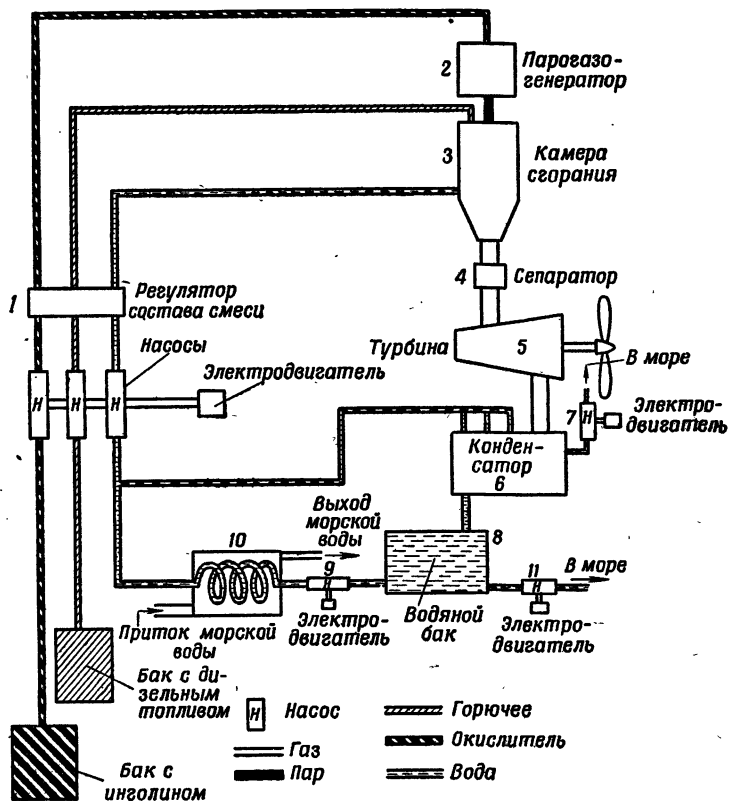 2
Парогазо-
генератор
3
Камера
сгорания
4
Сепаратор
1
Регулятор
состава смеси
Турбина
5
Насосы
В море
Электродвигатель
Н
Н
Н
7
Н
Электро-
двигатель
Конден-
сатор
6
Выход
морской
воды
10
9
8
11
В море
Н
Н
Водяной
бак
Приток морской
воды
Электро-
двигатель
Электро-
двигатель
Бак с ди-
зельным
топливом
Н
Насос
Горючее
Газ
Окислитель
Пар
Вода
Бак с
инголином